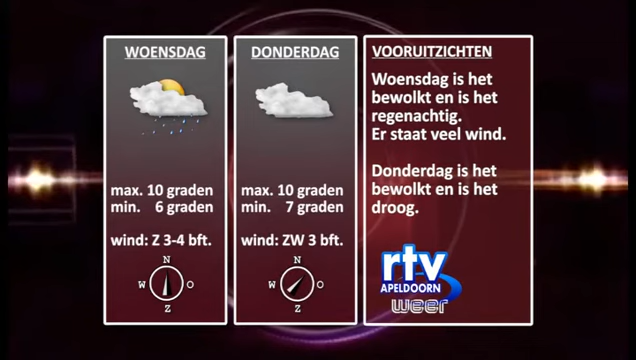 WOENSDAG
max. 10 graden
min. 6 graden
wind: Z 3-4 bft.
N
W O
Z
DONDERDAG
max. 10 graden
min. 7 graden
wind: ZW 3 bft.
N
W O
Z
VOORUITZICHTEN
Woensdag is het
bewolkt en is het
regenachtig.
Er staat veel wind.
Donderdag is het
bewolkt en is het
droog.
rtv
APELDOORN
weer